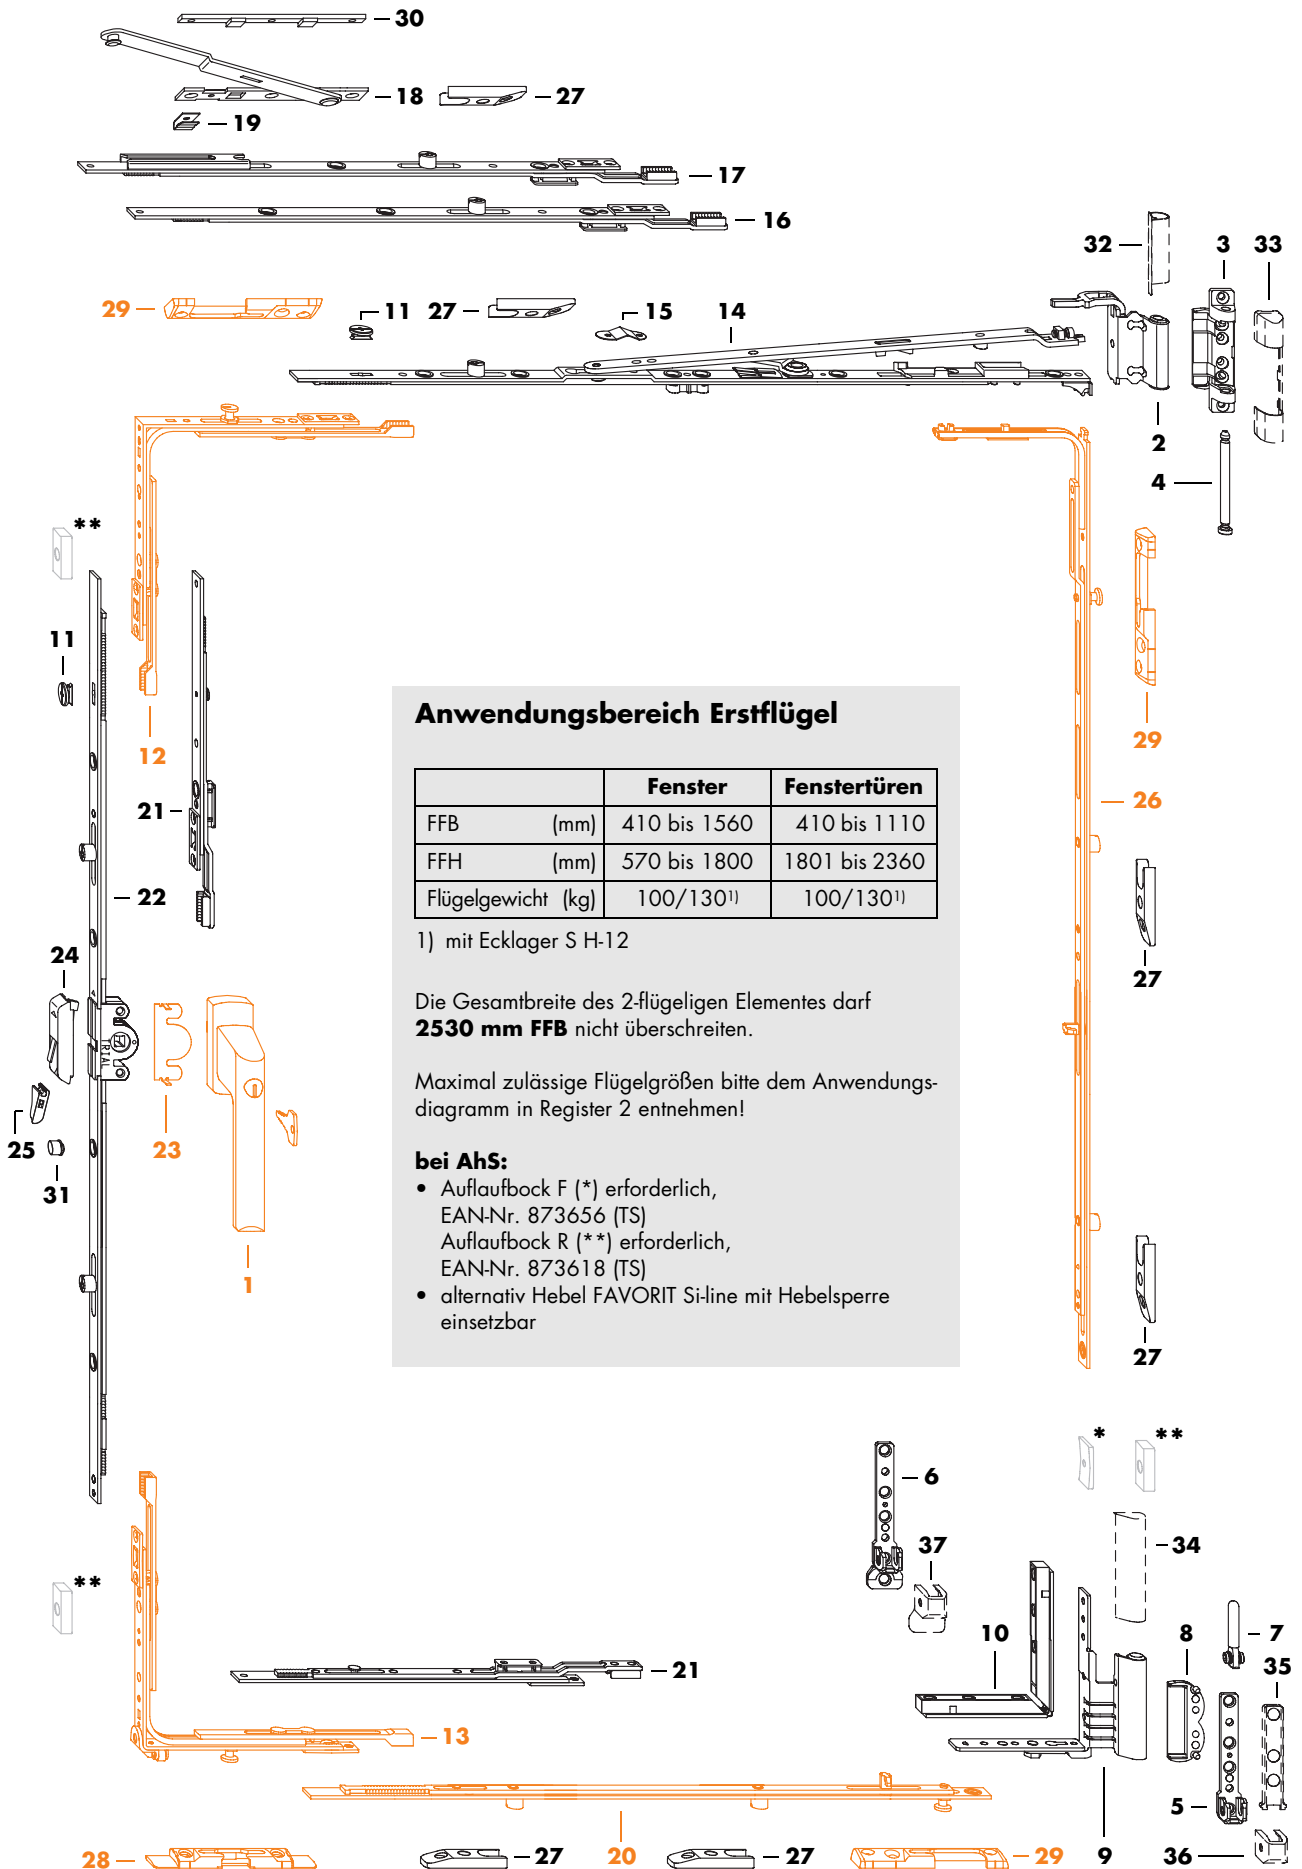 30
18
27
19
17
16
32
3
33
29
11
27
15
14
2
4
**
11
12
21
22
24
25
31
23
1
TRIAL
Anwendungsbereich Erstflügel
Fenster Fenstertüren
FFB (mm) 410 bis 1560 410 bis 1110
FFH (mm) 570 bis 1800 1801 bis 2360
Flügelgewicht (kg) 100/130¹⁾ 100/130¹⁾
1) mit Ecklager S H-12
Die Gesamtbreite des 2-flügeligen Elementes darf
2530 mm FFB nicht überschreiten.
Maximal zulässige Flügelgrößen bitte dem Anwendungs-
diagramm in Register 2 entnehmen!
bei AhS:
• Auflaufbock F (*) erforderlich,
EAN-Nr. 873656 (TS)
Auflaufbock R (**) erforderlich,
EAN-Nr. 873618 (TS)
• alternativ Hebel FAVORIT Si-line mit Hebelsperre
einsetzbar
29
26
27
27
*
**
6
37
34
10
8
7
35
**
21
13
5
9
36
28
27
20
27
29